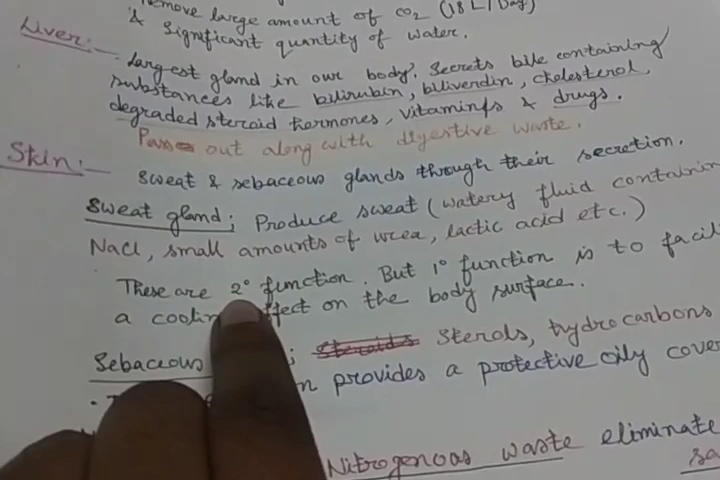 remove large amount of CO2 (18 L/Day)
& significant quantity of water.
Liver:- Largest gland in our body. Secrets bile containing
substances like bilirubin, biliverdin, cholesterol,
degraded steroid hormones, vitamins & drugs.
Pass out along with digestive waste.
Skin:- Sweat & sebaceous glands through their secretion.
Sweat gland; Produce sweat (watery fluid containin
NaCl, small amounts of urea, lactic acid etc.)
These are 2° function. But 1° function is to facil
a coolin ffect on the body surface.
Sebaceous ; Sterols, hydrocarbons
n provides a protective oily cover
Nitrogenous waste eliminate
sa